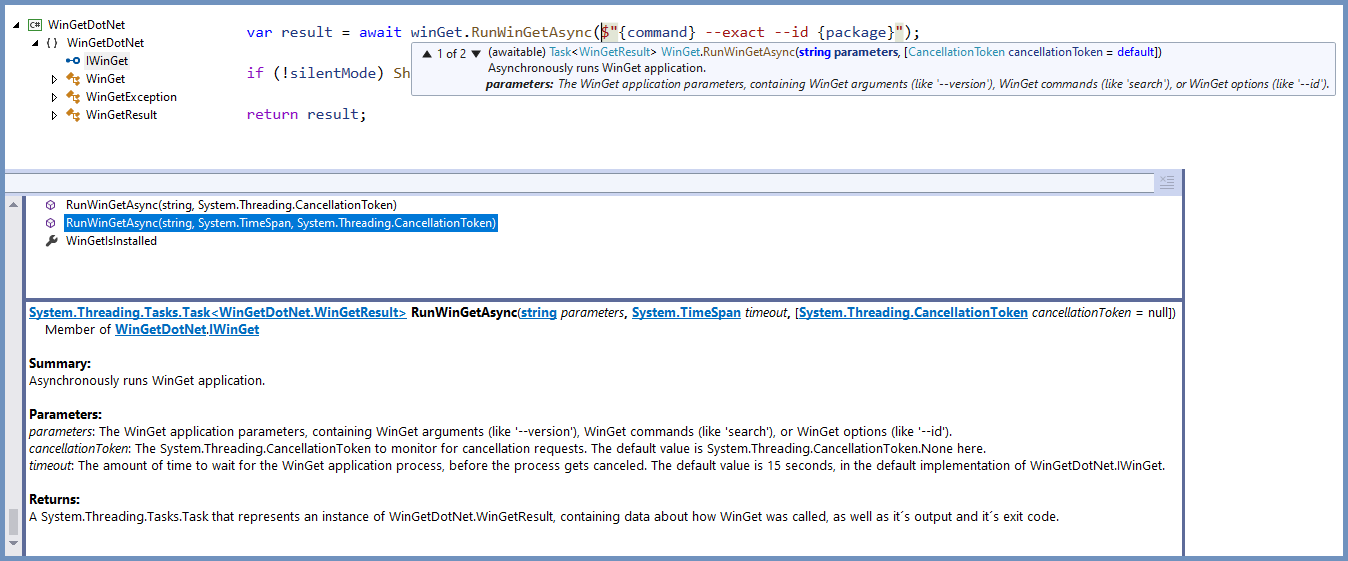 C# WinGetDotNet
{ } WinGetDotNet
IWinGet
WinGet
WinGetException
WinGetResult
var result = await winGet.RunWinGetAsync($"{command} --exact --id {package}");
▲ 1 of 2 ▼ (awaitable) Task<WinGetResult> WinGet.RunWinGetAsync(string parameters, [CancellationToken cancellationToken = default])
Asynchronously runs WinGet application.
parameters: The WinGet application parameters, containing WinGet arguments (like '--version'), WinGet commands (like 'search'), or WinGet options (like '--id').
if (!silentMode) Sh
return result;
RunWinGetAsync(string, System.Threading.CancellationToken)
RunWinGetAsync(string, System.TimeSpan, System.Threading.CancellationToken)
WinGetIsInstalled
System.Threading.Tasks.Task<WinGetDotNet.WinGetResult> RunWinGetAsync(string parameters, System.TimeSpan timeout, [System.Threading.CancellationToken cancellationToken = null])
Member of WinGetDotNet.IWinGet
Summary:
Asynchronously runs WinGet application.
Parameters:
parameters: The WinGet application parameters, containing WinGet arguments (like '--version'), WinGet commands (like 'search'), or WinGet options (like '--id').
cancellationToken: The System.Threading.CancellationToken to monitor for cancellation requests. The default value is System.Threading.CancellationToken.None here.
timeout: The amount of time to wait for the WinGet application process, before the process gets canceled. The default value is 15 seconds, in the default implementation of WinGetDotNet.IWinGet.
Returns:
A System.Threading.Tasks.Task that represents an instance of WinGetDotNet.WinGetResult, containing data about how WinGet was called, as well as it´s output and it´s exit code.